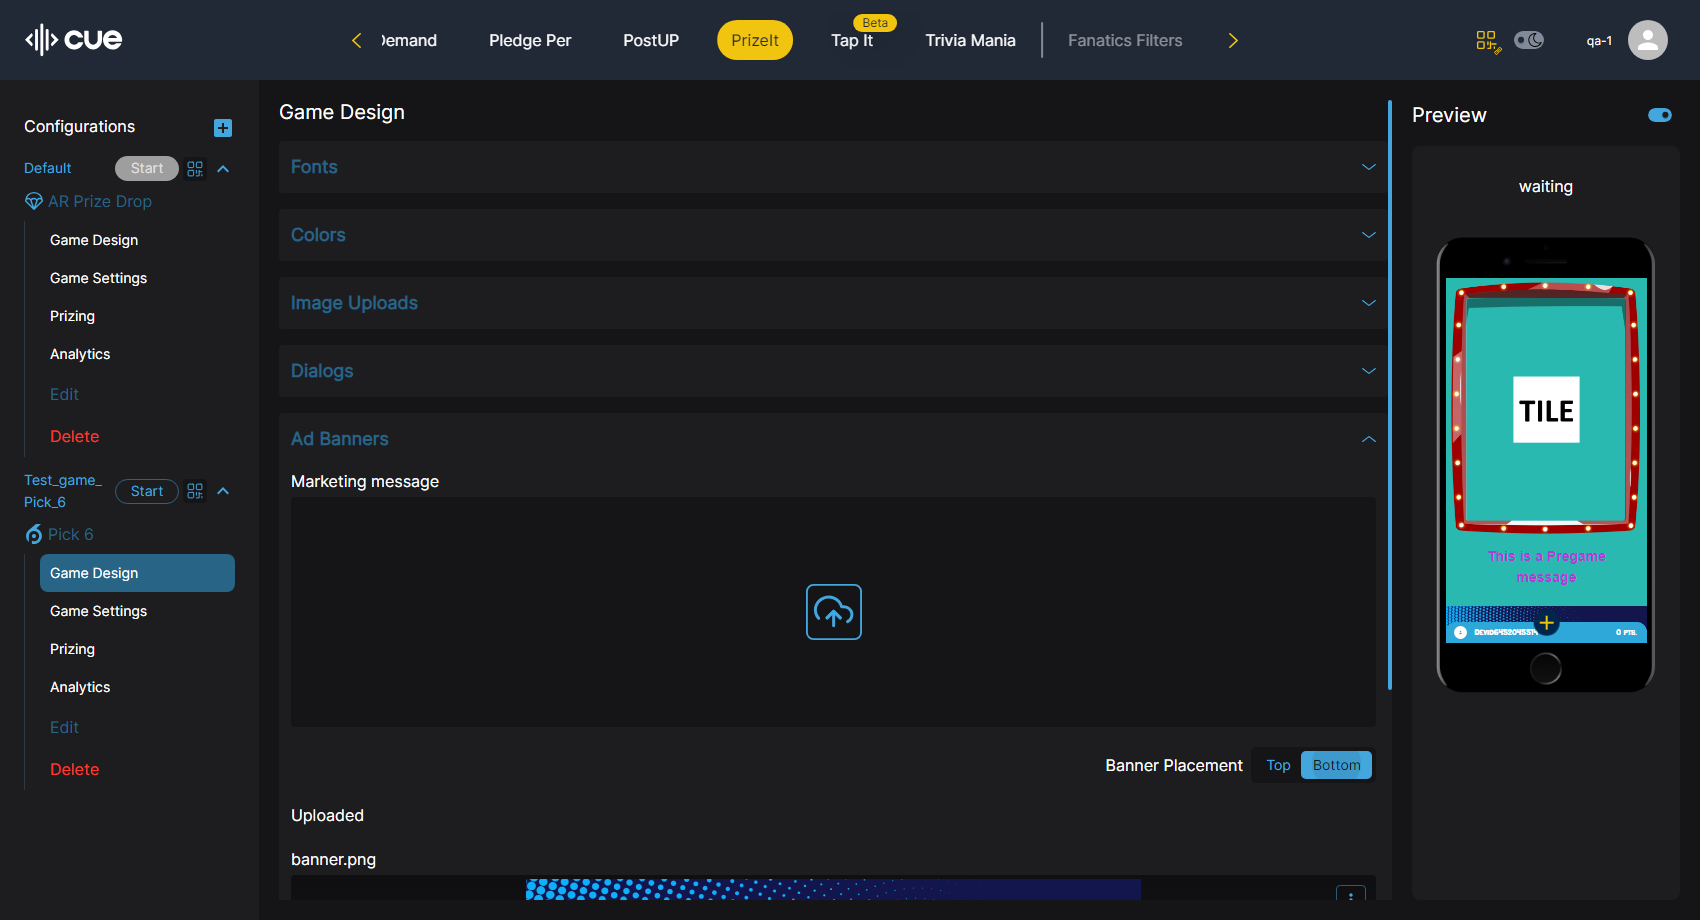 cue
Demand
Pledge Per
PostUP
PrizeIt
Beta
Tap It
Trivia Mania
Fanatics Filters
qa-1
Configurations
Default
Start
AR Prize Drop
Game Design
Game Settings
Prizing
Analytics
Edit
Delete
Test_game_
Pick_6
Start
Pick 6
Game Design
Game Settings
Prizing
Analytics
Edit
Delete
Game Design
Fonts
Colors
Image Uploads
Dialogs
Ad Banners
Marketing message
Banner Placement
Top
Bottom
Uploaded
banner.png
Preview
waiting
TILE
This is a Pregame
message
0 PTS.